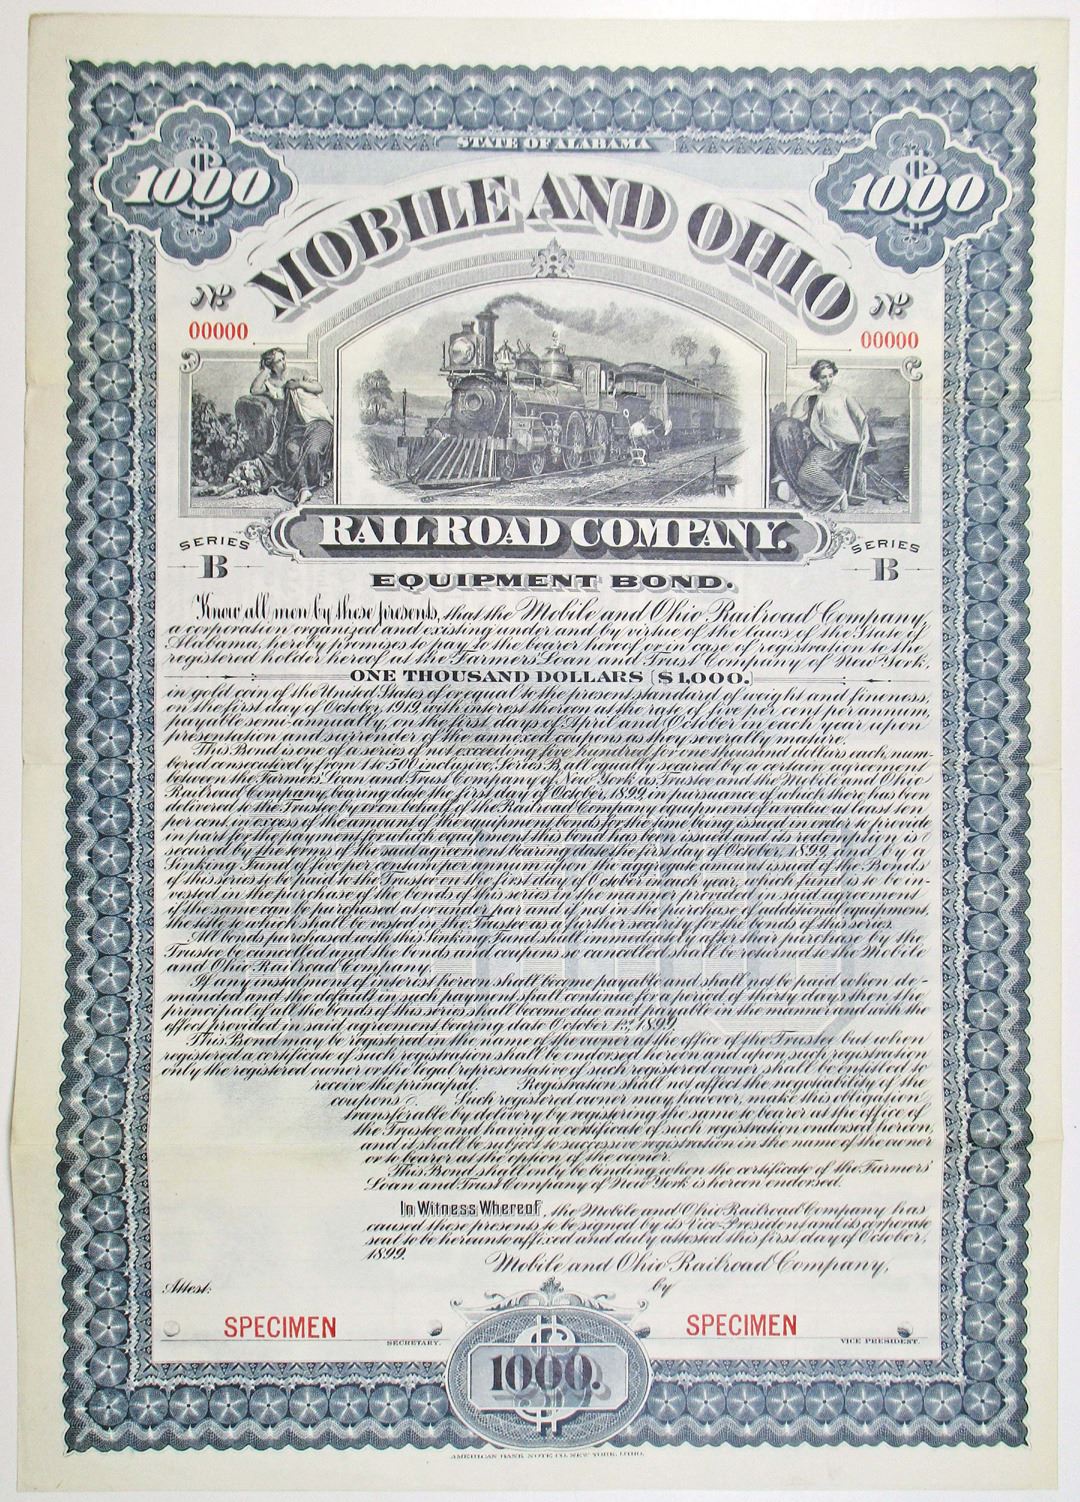 STATE OF ALABAMA
$1000 $1000
MOBILE AND OHIO
No No
00000 00000
RAILROAD COMPANY.
SERIES B SERIES B
EQUIPMENT BOND.
Know all men by these presents, that the Mobile and Ohio Railroad Company,
a corporation organized and existing under and by virtue of the laws of the State of
Alabama, hereby promises to pay to the bearer hereof or in case of registration to the
registered holder hereof at the Farmers Loan and Trust Company of New York,
ONE THOUSAND DOLLARS ($1,000.)
in gold coin of the United States of or equal to the present standard of weight and fineness,
on the first day of October, 1919, with interest thereon at the rate of five per cent per annum,
payable semi-annually, on the first days of April and October in each year upon
presentation and surrender of the annexed coupons as they severally mature.
This Bond is one of a series of not exceeding five hundred for one thousand dollars each, num-
bered consecutively from 1 to 500 inclusive, Series B, all equally secured by a certain agreement
between the Farmers' Loan and Trust Company of New York as Trustee and the Mobile and Ohio
Railroad Company, bearing date the first day of October, 1899, in pursuance of which there has been
delivered to the Trustee by or on behalf of the Railroad Company equipment of a value at least ten
per cent, in excess of the amount of the equipment bonds for the time being issued in order to provide
in part for the payment for which equipment this bond has been issued and its redemption is
secured by the terms of the said agreement bearing date the first day of October, 1899, and by a
Sinking Fund of five per centum per annum upon the aggregate amount issued of the Bonds
of this series to be paid to the Trustee on the first day of October in each year, which fund is to be in-
vested in the purchase of the bonds of this series in the manner provided in said agreement
if the same can be purchased at or under par and if not in the purchase of additional equipment,
the title to which shall be vested in the Trustee as a further security for the bonds of this series.
All bonds purchased with this Sinking Fund shall immediately after their purchase by the
Trustee be cancelled and the bonds and coupons so cancelled shall be returned to the Mobile
and Ohio Railroad Company.
If any instalment of interest hereon shall become payable and shall not be paid when de-
manded and the default in such payment shall continue for a period of thirty days then the
principal of all the bonds of this series shall become due and payable in the manner and with the
effect provided in said agreement bearing date October 1st, 1899.
This Bond may be registered in the name of the owner at the office of the Trustee but when
registered a certificate of such registration shall be endorsed hereon and upon such registration
only the registered owner or the legal representative of such registered owner shall be entitled to
receive the principal. Registration shall not affect the negotiability of the
coupons. Such registered owner may, however, make this obligation
transferable by delivery by registering the same to bearer at the office of
the Trustee and having a certificate of such registration endorsed hereon,
and it shall be subject to successive registration in the name of the owner
or to bearer at the option of the owner.
This Bond shall only be binding when the certificate of the Farmers'
Loan and Trust Company of New York is hereon endorsed.
In Witness Whereof, the Mobile and Ohio Railroad Company has
caused these presents to be signed by its Vice-President and its corporate
seal to be hereunto affixed and duly attested this first day of October,
1899.
Mobile and Ohio Railroad Company,
Attest: by
SPECIMEN SPECIMEN
SECRETARY. VICE PRESIDENT.
$1000.
AMERICAN BANK NOTE CO. NEW YORK.